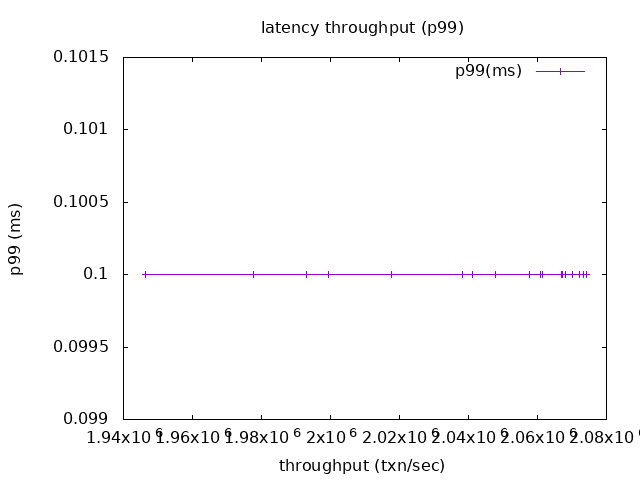 latency throughput (p99)
p99(ms)
0.1015
0.101
0.1005
0.1
0.0995
0.099
p99 (ms)
1.94x10 6 1.96x10 6 1.98x10 6 2x10 6 2.02x10 6 2.04x10 6 2.06x10 6 2.08x10 6
throughput (txn/sec)